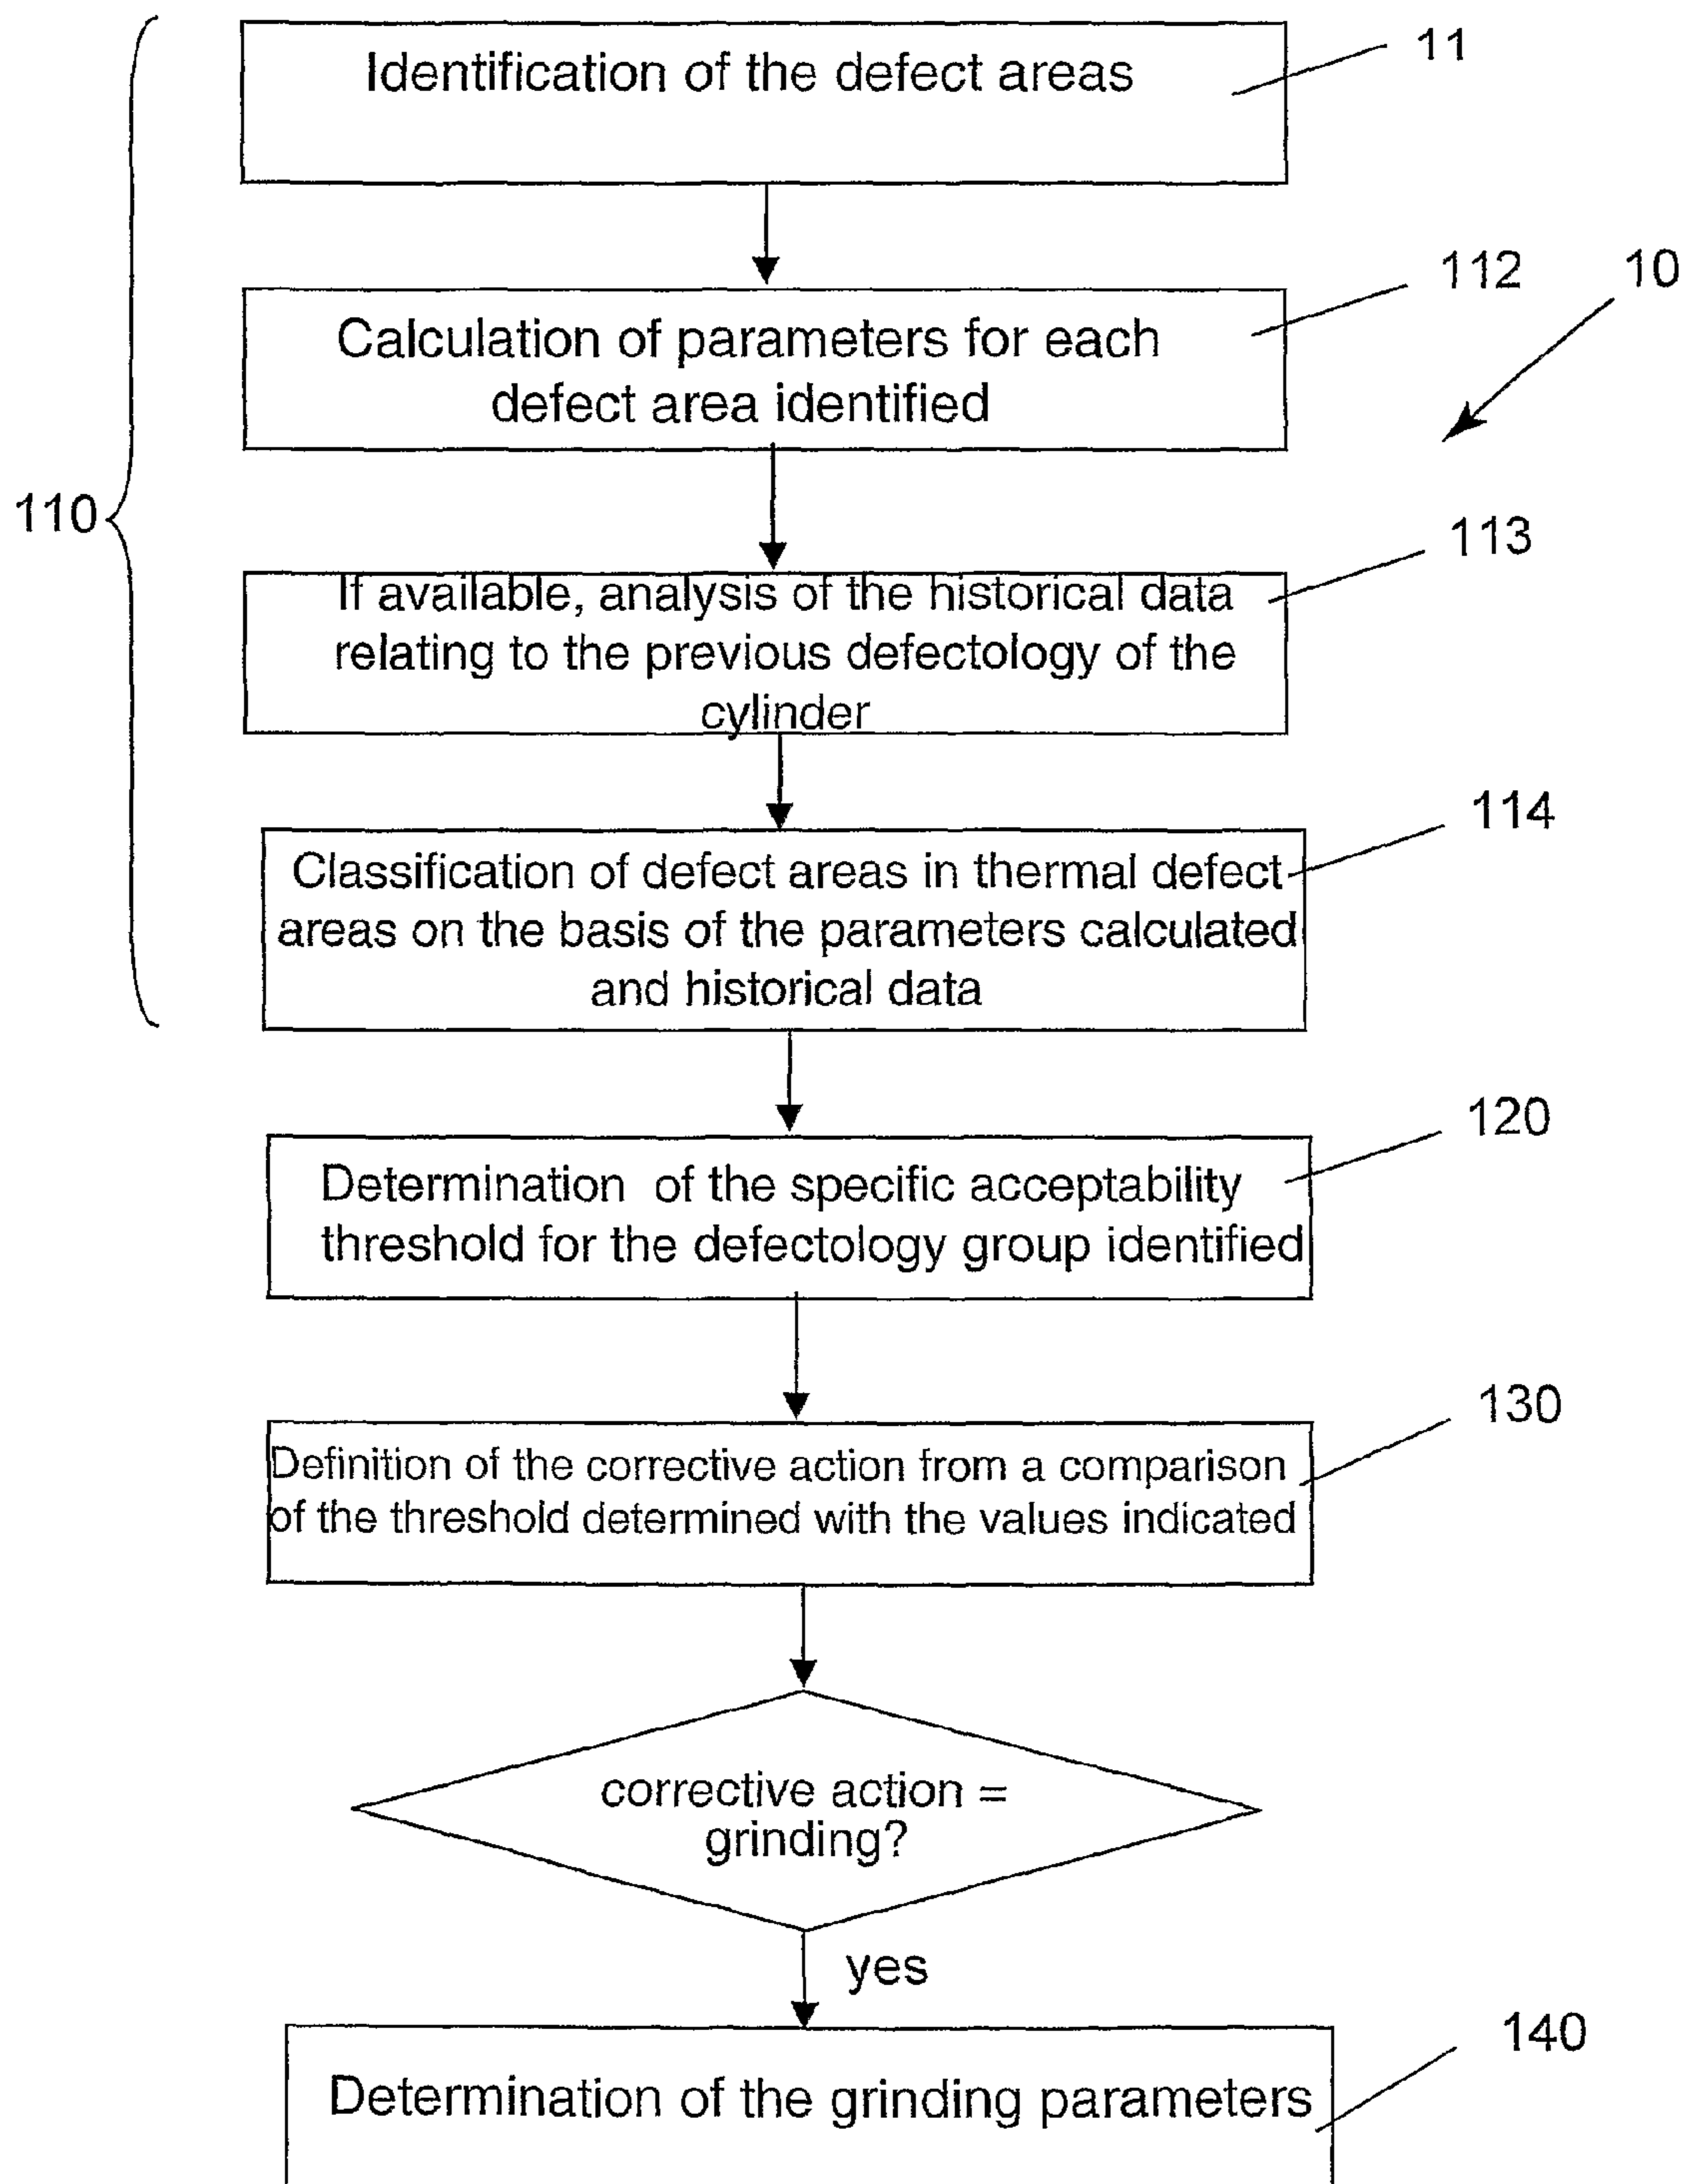 Identification of the defect areas
11
Calculation of parameters for each
defect area identified
112
10
110
If available, analysis of the historical data
relating to the previous defectology of the
cylinder
113
Classification of defect areas in thermal defect
areas on the basis of the parameters calculated
and historical data
114
Determination of the specific acceptability
threshold for the defectology group identified
120
Definition of the corrective action from a comparison
of the threshold determined with the values indicated
130
corrective action =
grinding?
yes
Determination of the grinding parameters
140